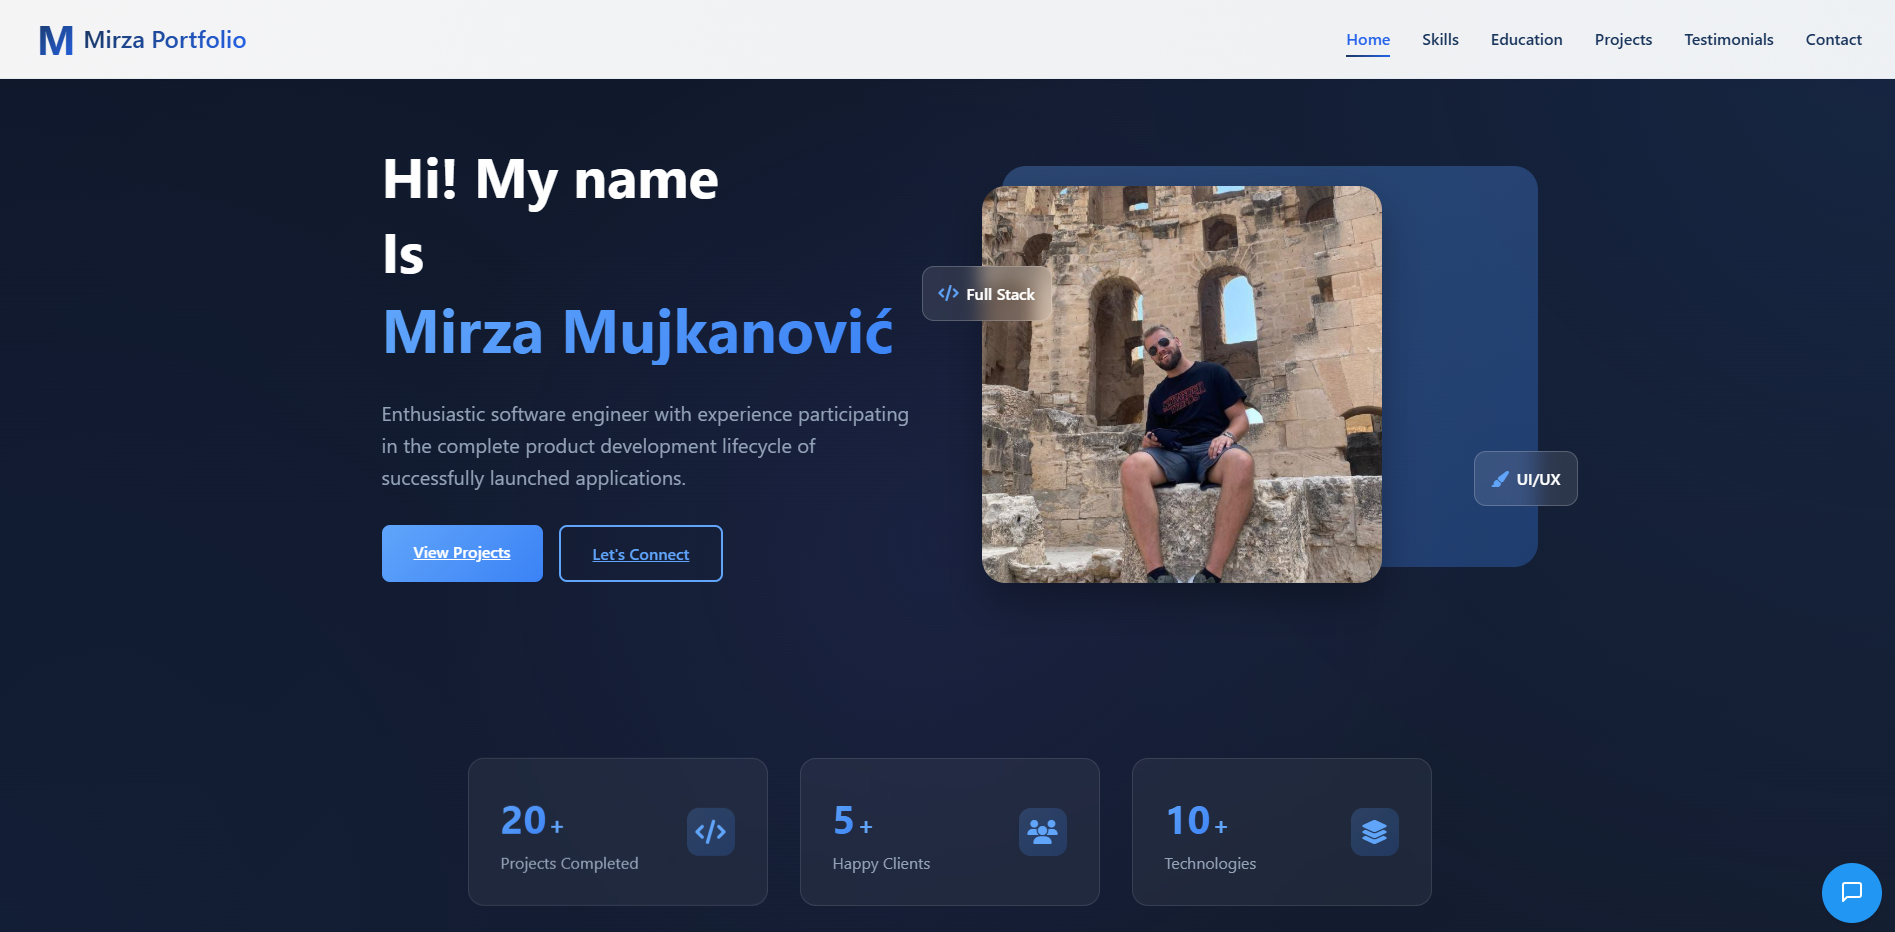 M Mirza Portfolio
Home Skills Education Projects Testimonials Contact
Hi! My name
Is
Mirza Mujkanović
Enthusiastic software engineer with experience participating
in the complete product development lifecycle of
successfully launched applications.
View Projects
Let's Connect
</> Full Stack
UI/UX
20+
Projects Completed
</>
5+
Happy Clients
10+
Technologies